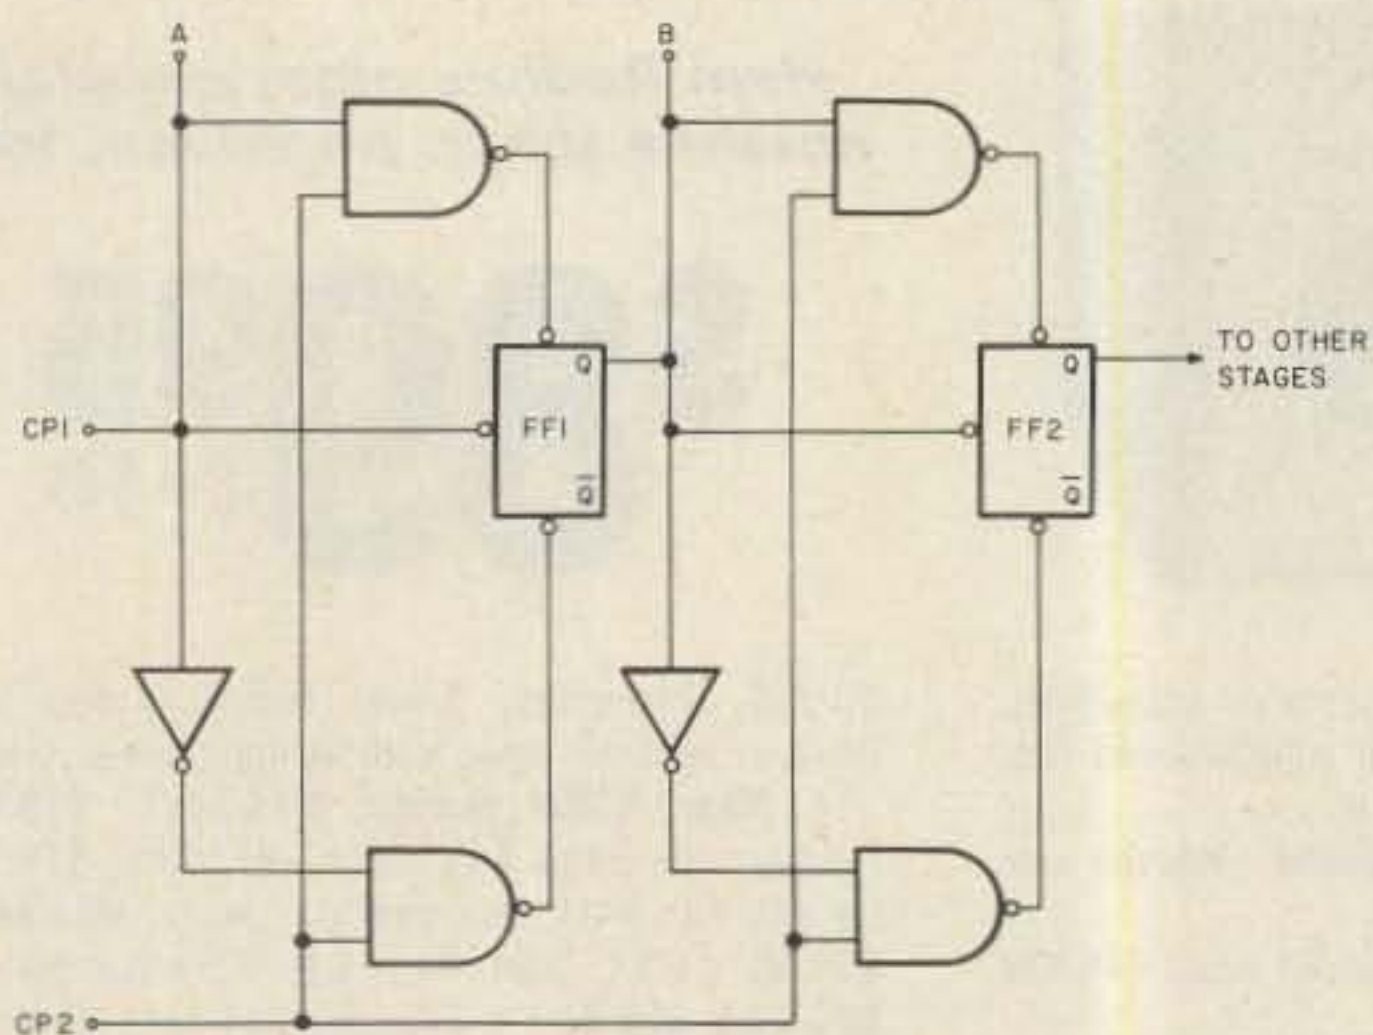 A
B
Q
Q
TO OTHER
STAGES
CP1
FF1
FF2
Q̅
Q̅
CP2